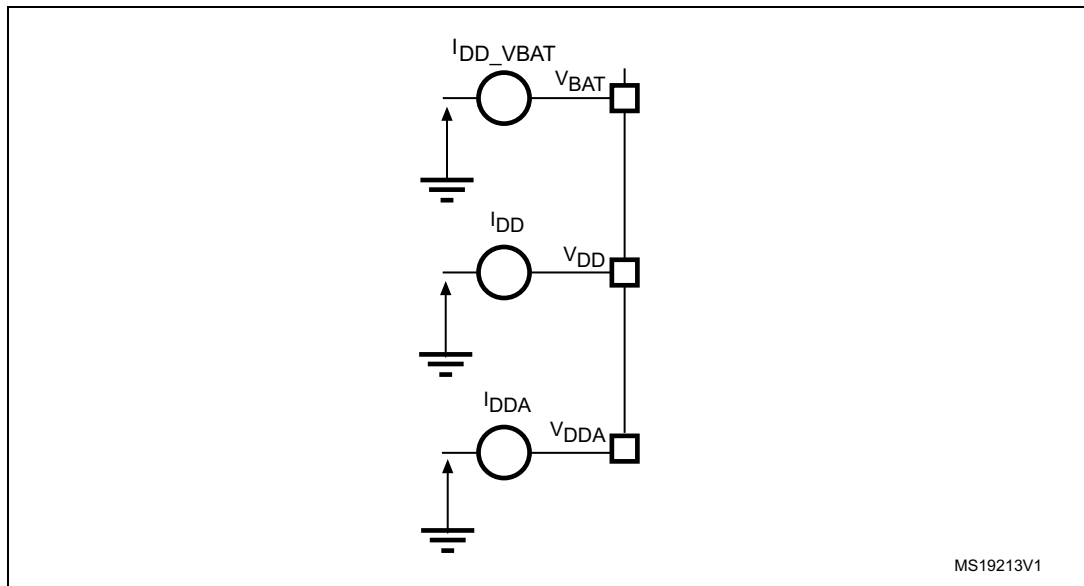 IDD_VBAT
VBAT
IDD
VDD
IDDA
VDDA
MS19213V1